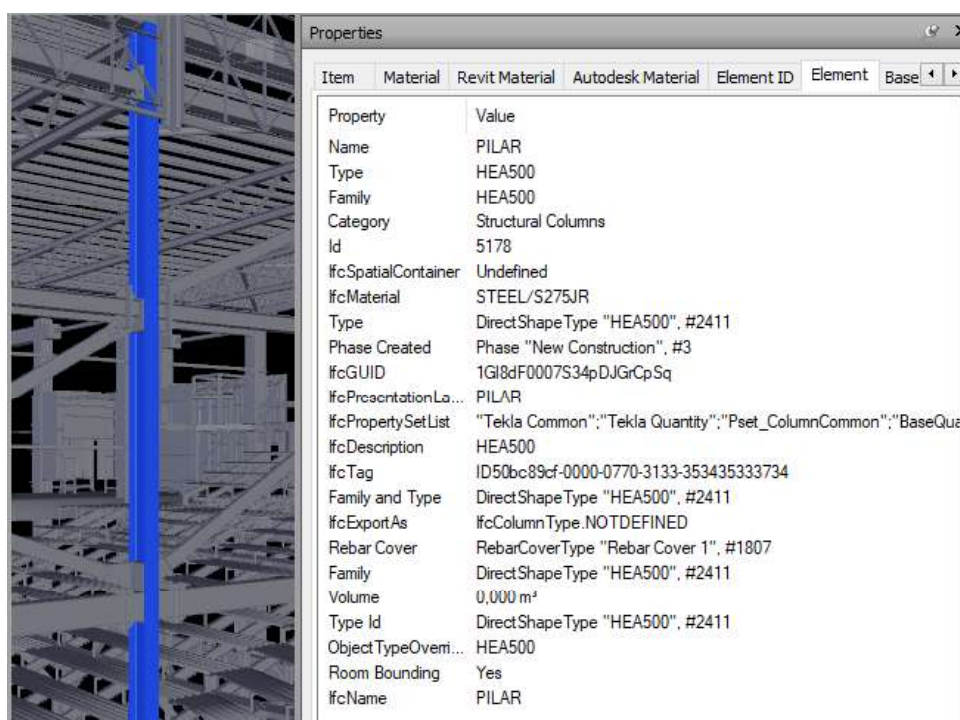 Properties
Item Material Revit Material Autodesk Material Element ID Element Base
Property Value
Name PILAR
Type HEA500
Family HEA500
Category Structural Columns
Id 5178
IfcSpatialContainer Undefined
IfcMaterial STEEL/S275JR
Type DirectShapeType "HEA500", #2411
Phase Created Phase "New Construction", #3
IfcGUID 1GI8dF0007S34pDJGrCpSq
IfcPresentationLa... PILAR
IfcPropertySetList "Tekla Common";"Tekla Quantity";"Pset_ColumnCommon";"BaseQua
IfcDescription HEA500
IfcTag ID50bc89cf-0000-0770-3133-353435333734
Family and Type DirectShapeType "HEA500", #2411
IfcExportAs IfcColumnType.NOTDEFINED
Rebar Cover RebarCoverType "Rebar Cover 1", #1807
Family DirectShapeType "HEA500", #2411
Volume 0,000 m³
Type Id DirectShapeType "HEA500", #2411
ObjectTypeOverri... HEA500
Room Bounding Yes
IfcName PILAR